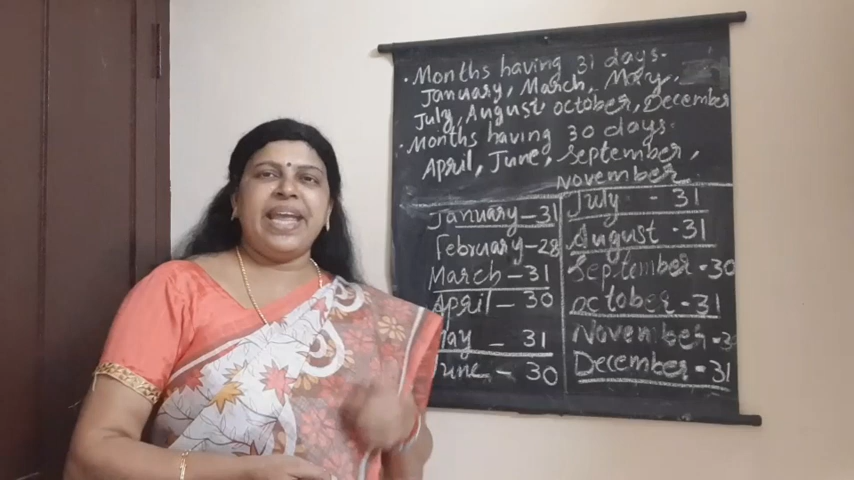 • Months having 31 days.
January, March, May,
July, August, October, December
• Months having 30 days.
April, June, September,
November
January - 31
February - 28
March - 31
April - 30
- 31
- 30
July - 31
August - 31
September - 30
October - 31
November -
December - 31